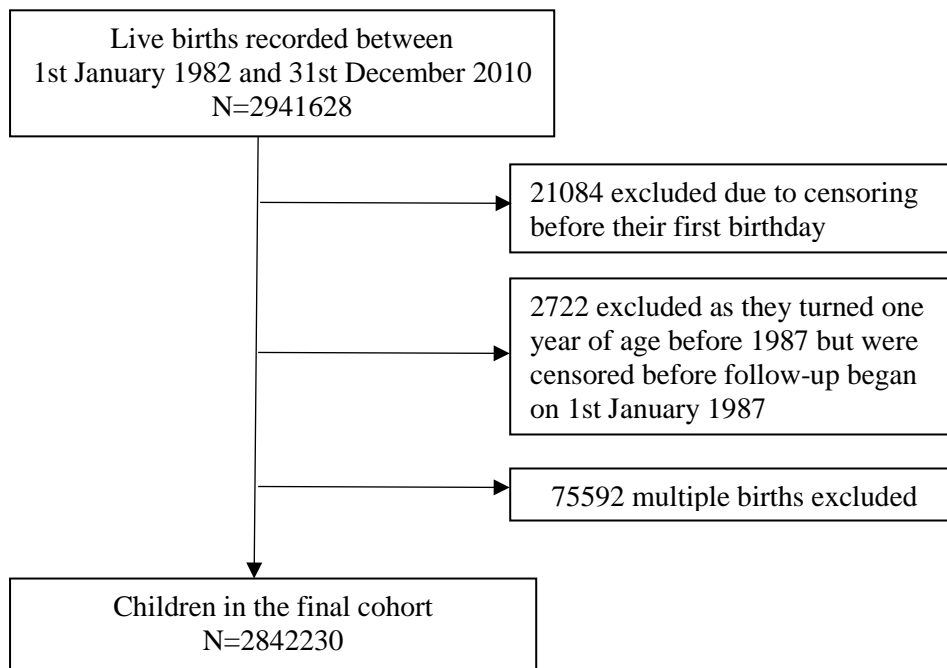 Live births recorded between
1st January 1982 and 31st December 2010
N=2941628
21084 excluded due to censoring
before their first birthday
2722 excluded as they turned one
year of age before 1987 but were
censored before follow-up began
on 1st January 1987
75592 multiple births excluded
Children in the final cohort
N=2842230